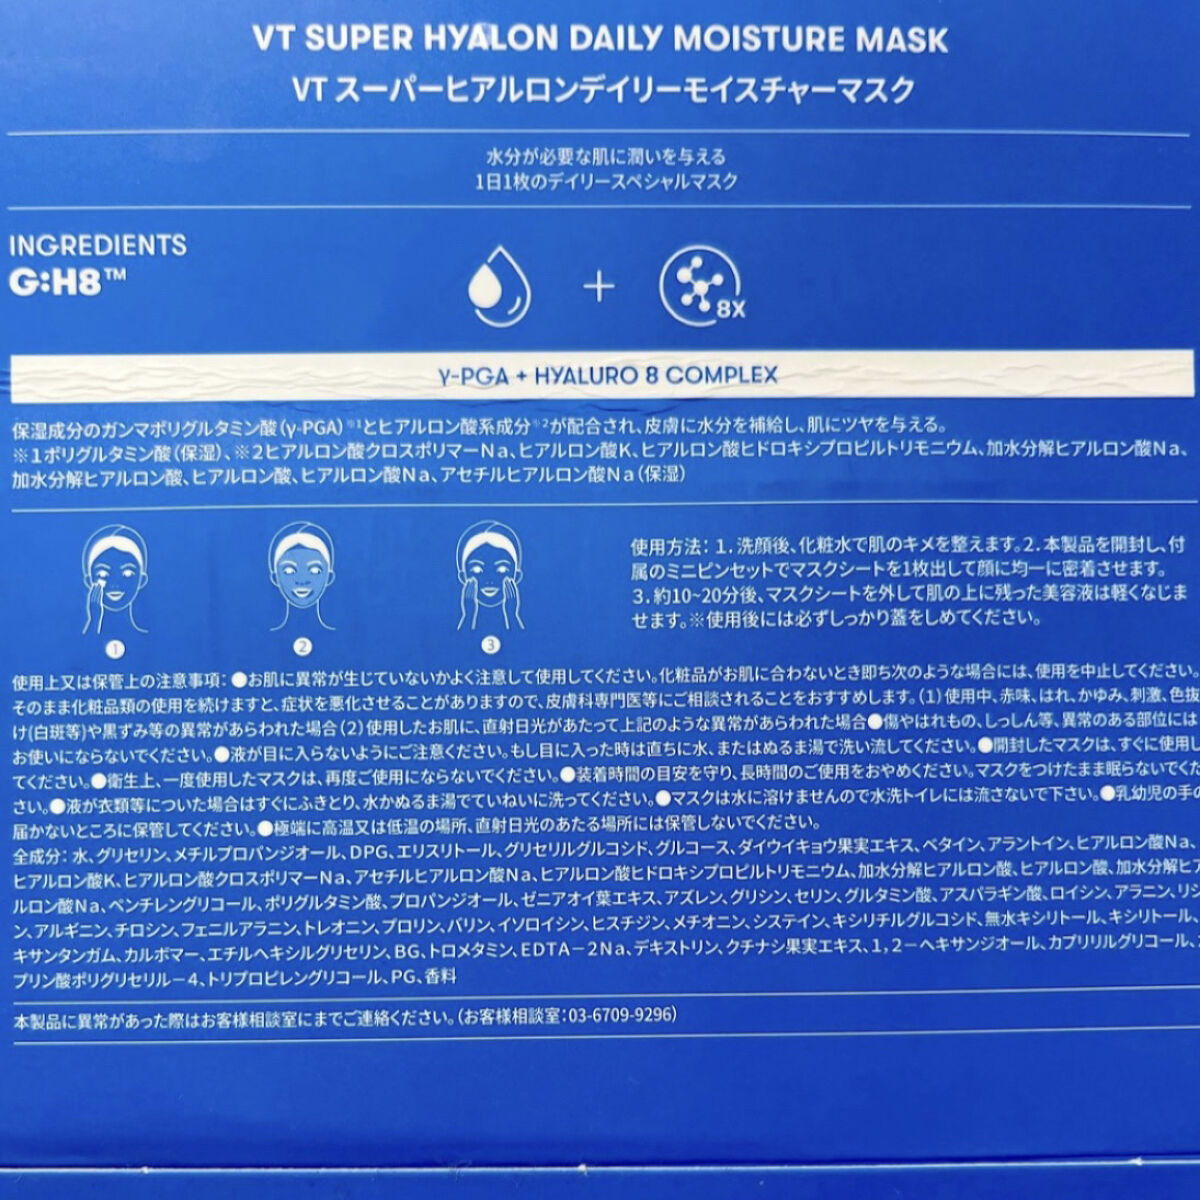 VT SUPER HYALON DAILY MOISTURE MASK
VT スーパーヒアルロンデイリーモイスチャーマスク
水分が必要な肌に潤いを与える
1日1枚のデイリースペシャルマスク
INGREDIENTS
G:H8™
+
8X
γ-PGA + HYALURO 8 COMPLEX
保湿成分のガンマポリグルタミン酸(γ-PGA)※1とヒアルロン酸系成分※2が配合され、皮膚に水分を補給し、肌にツヤを与える。
※1ポリグルタミン酸(保湿)、※2ヒアルロン酸クロスポリマーNa、ヒアルロン酸K、ヒアルロン酸ヒドロキシプロピルトリモニウム、加水分解ヒアルロン酸Na、
加水分解ヒアルロン酸、ヒアルロン酸、ヒアルロン酸Na、アセチルヒアルロン酸Na(保湿)
1
2
3
使用方法: 1. 洗顔後、化粧水で肌のキメを整えます。2. 本製品を開封し、付
属のミニピンセットでマスクシートを1枚出して顔に均一に密着させます。
3. 約10~20分後、マスクシートを外して肌の上に残った美容液は軽くなじま
せます。※使用後には必ずしっかり蓋をしめてください。
使用上又は保管上の注意事項: ●お肌に異常が生じていないかよく注意して使用してください。化粧品がお肌に合わないとき即ち次のような場合には、使用を中止してください。
そのまま化粧品類の使用を続けますと、症状を悪化させることがありますので、皮膚科専門医等にご相談されることをおすすめします。(1)使用中、赤味、はれ、かゆみ、刺激、色抜
け(白斑等)や黒ずみ等の異常があらわれた場合(2)使用したお肌に、直射日光があたって上記のような異常があらわれた場合●傷やはれもの、しっしん等、異常のある部位には
お使いにならないでください。●液が目に入らないようにご注意ください。もし目に入った時は直ちに水、またはぬるま湯で洗い流してください。●開封したマスクは、すぐに使用し
てください。●衛生上、一度使用したマスクは、再度ご使用にならないでください。●装着時間の目安を守り、長時間のご使用をおやめください。マスクをつけたまま眠らないでくだ
さい。●液が衣類等についた場合はすぐにふきとり、水かぬるま湯でていねいに洗ってください。●マスクは水に溶けませんので水洗トイレには流さないで下さい。●乳幼児の手の
届かないところに保管してください。●極端に高温又は低温の場所、直射日光のあたる場所には保管しないでください。
全成分: 水、グリセリン、メチルプロパンジオール、DPG、エリスリトール、グリセリルグルコシド、グルコース、ダイウイキョウ果実エキス、ベタイン、アラントイン、ヒアルロン酸Na、
ヒアルロン酸K、ヒアルロン酸クロスポリマーNa、アセチルヒアルロン酸Na、ヒアルロン酸ヒドロキシプロピルトリモニウム、加水分解ヒアルロン酸、ヒアルロン酸、加水分解ヒア
ルロン酸Na、ペンチレングリコール、ポリグルタミン酸、プロパンジオール、ゼニアオイ葉エキス、アズレン、グリシン、セリン、グルタミン酸、アスパラギン酸、ロイシン、アラニン、リシ
ン、アルギニン、チロシン、フェニルアラニン、トレオニン、プロリン、バリン、イソロイシン、ヒスチジン、メチオニン、システイン、キシリチルグルコシド、無水キシリトール、キシリトール、
キサンタンガム、カルボマー、エチルヘキシルグリセリン、BG、トロメタミン、EDTA-2Na、デキストリン、クチナシ果実エキス、1,2-ヘキサンジオール、カプリリルグリコール、
プリン酸ポリグリセリル-4、トリプロピレングリコール、PG、香料
本製品に異常があった際はお客様相談室にまでご連絡ください。(お客様相談室:03-6709-9296)